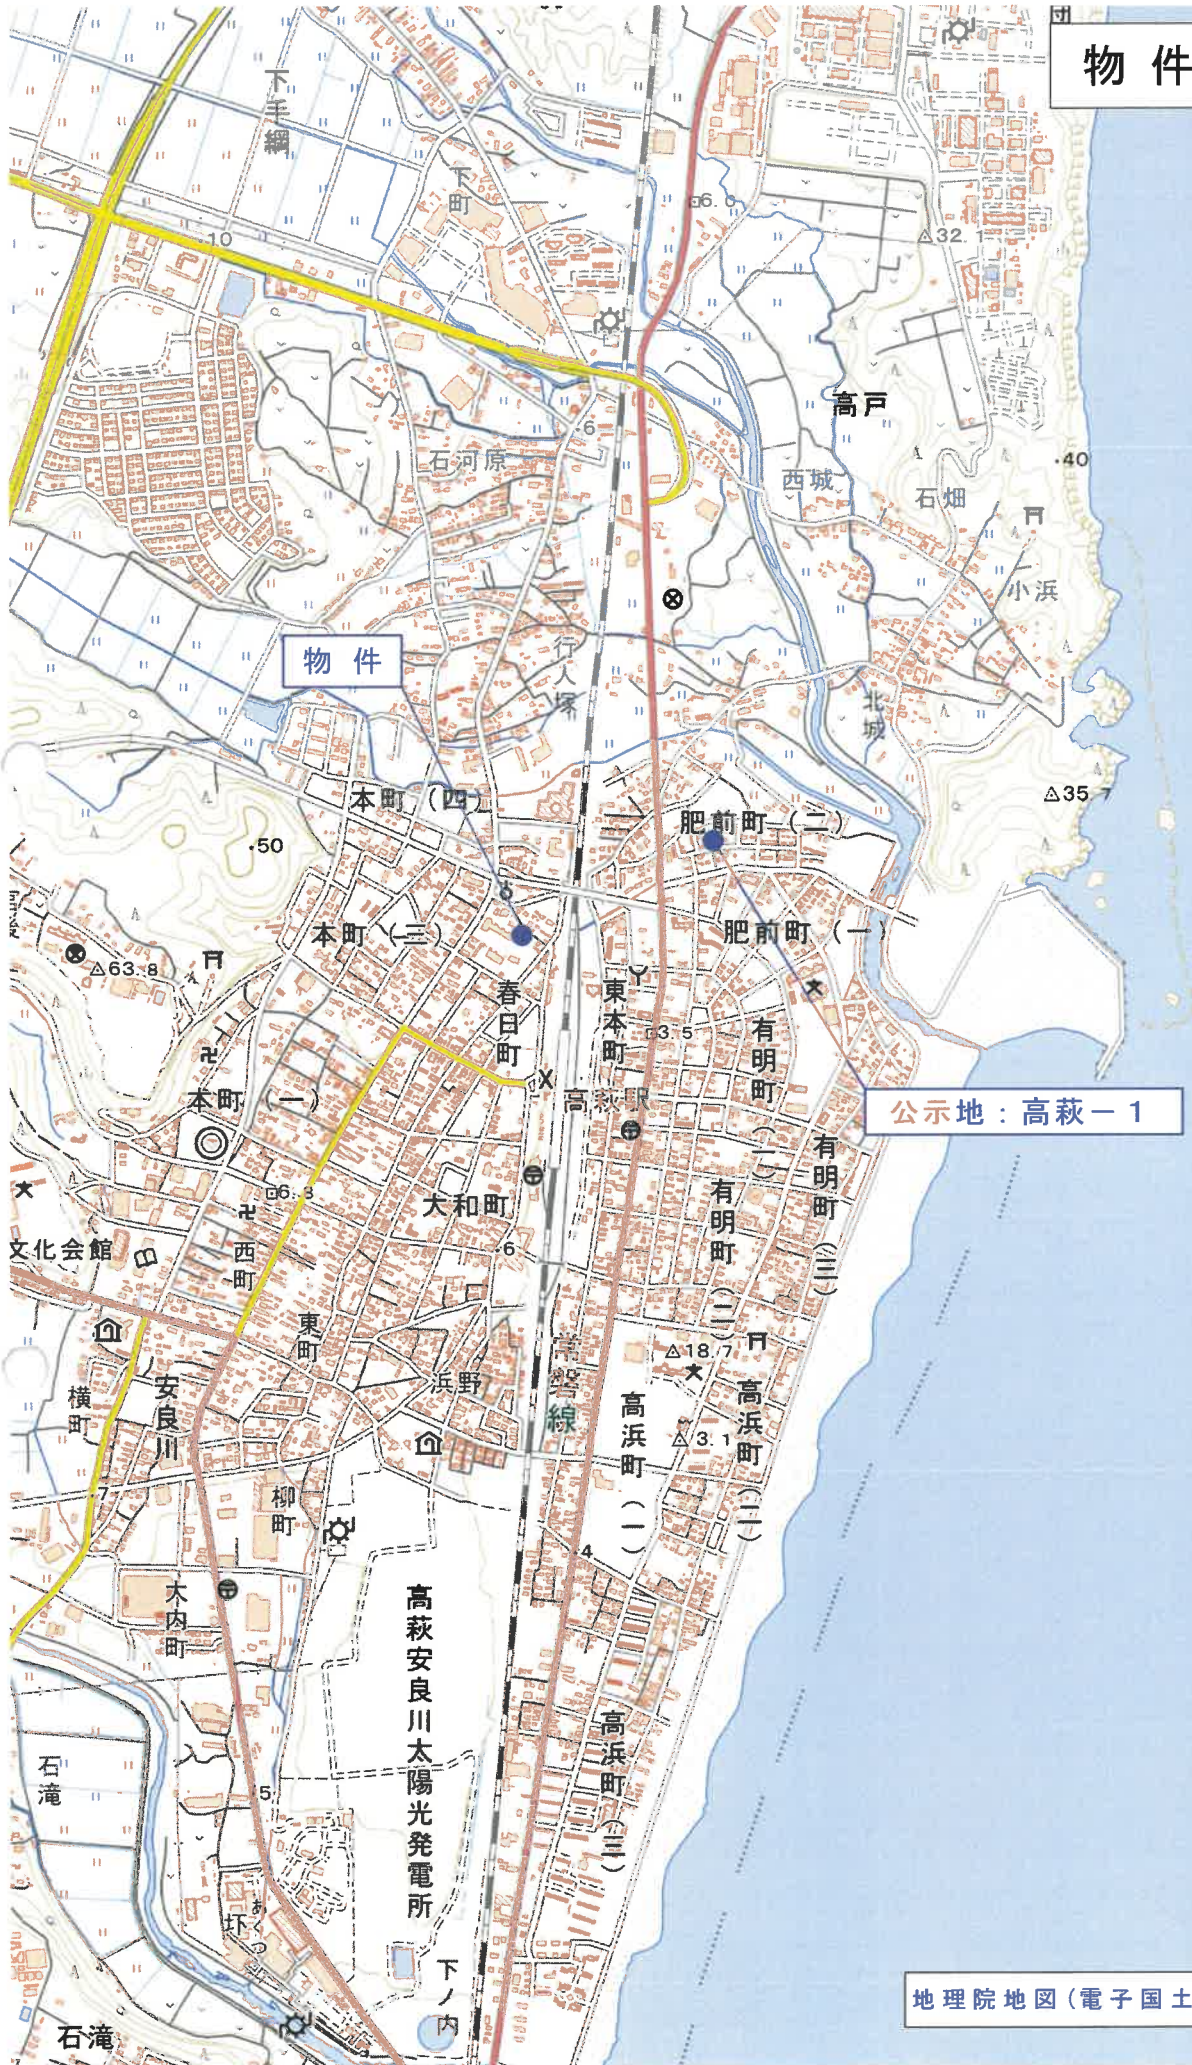 物件
下手綱
下町
10
6.
32.1
高戸
6
石河原
西城
石畑
40
小浜
物件
行人塚
北城
本町(四)
35.7
肥前町(二)
50
本町(三)
肥前町(一)
63.8
春日町
東本町
3.5
有明町(一)
本町(一)
高萩駅
公示地:高萩-1
有明町(三)
6.3
大和町
有明町(二)
文化会館
西町
6
東町
常磐線
18.7
横町
安良川
浜野
高浜町(一)
高浜町(二)
3.1
7
柳町
4
大内町
高萩安良川太陽光発電所
高浜町(三)
石滝
5
圷
あくつ
下ノ内
地理院地図(電子国土
石滝